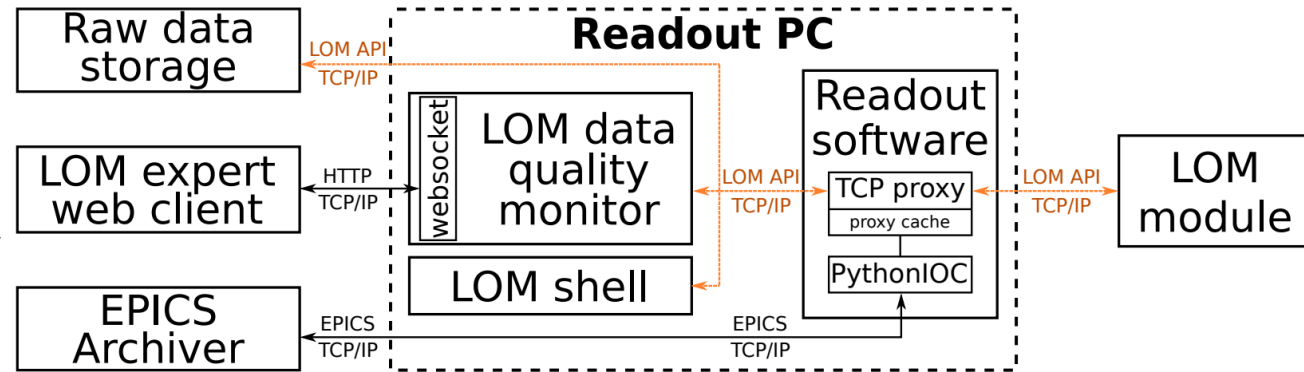 Raw data
storage
LOM expert
web client
EPICS
Archiver
LOM API
TCP/IP
HTTP
TCP/IP
EPICS
TCP/IP
Readout PC
websocket
LOM data
quality
monitor
LOM shell
LOM API
TCP/IP
EPICS
TCP/IP
Readout
software
TCP proxy
proxy cache
PythonIOC
LOM API
TCP/IP
LOM
module